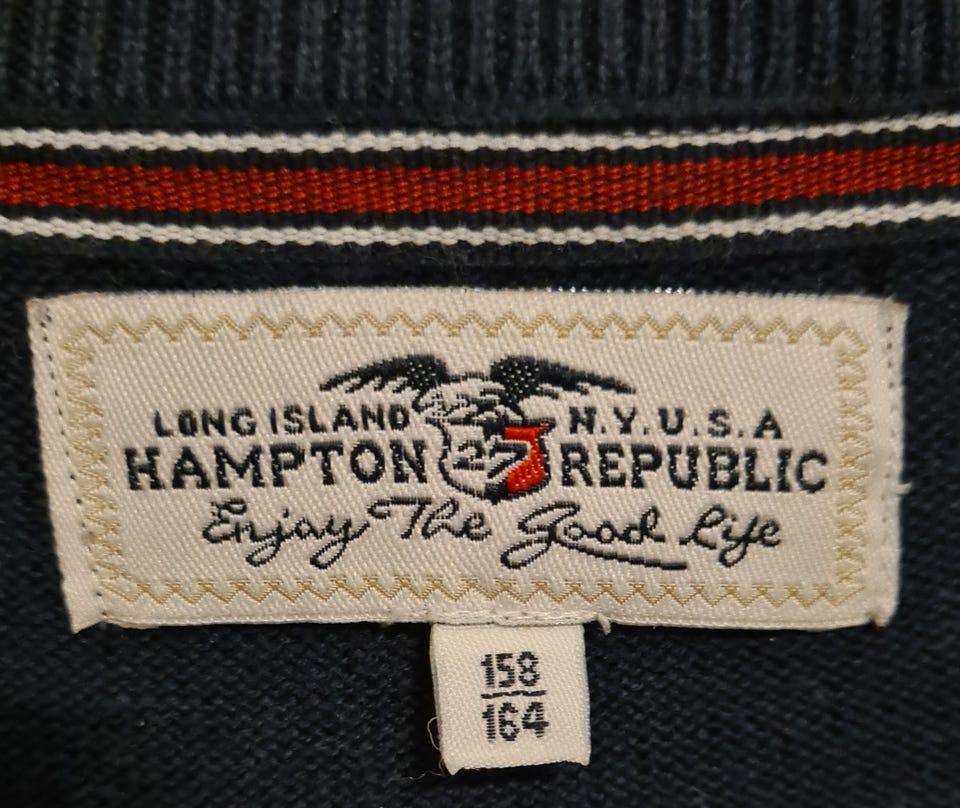 LONG ISLAND N.Y.U.S.A
HAMPTON 27 REPUBLIC
Enjoy The Good Life
158
164